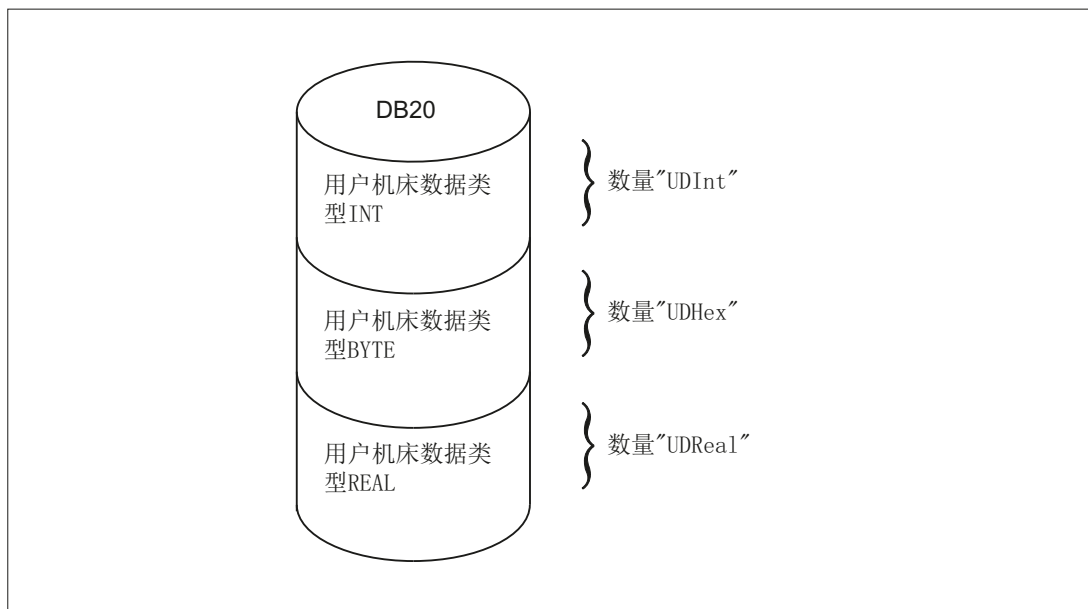 DB20
用户机床数据类
型INT
数量"UDInt"
用户机床数据类
型BYTE
数量"UDHex"
用户机床数据类
型REAL
数量"UDReal"